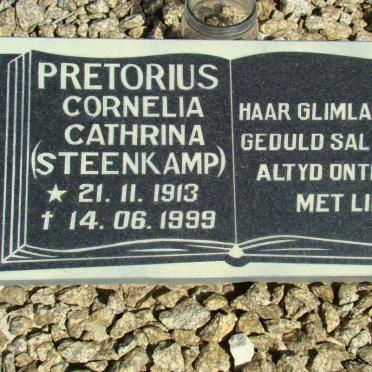 PRETORIUS
CORNELIA
CATHRINA
(STEENKAMP)
★ 21. 11. 1913
† 14. 06. 1999
HAAR
GEDULD SAL
ALTYD
MET